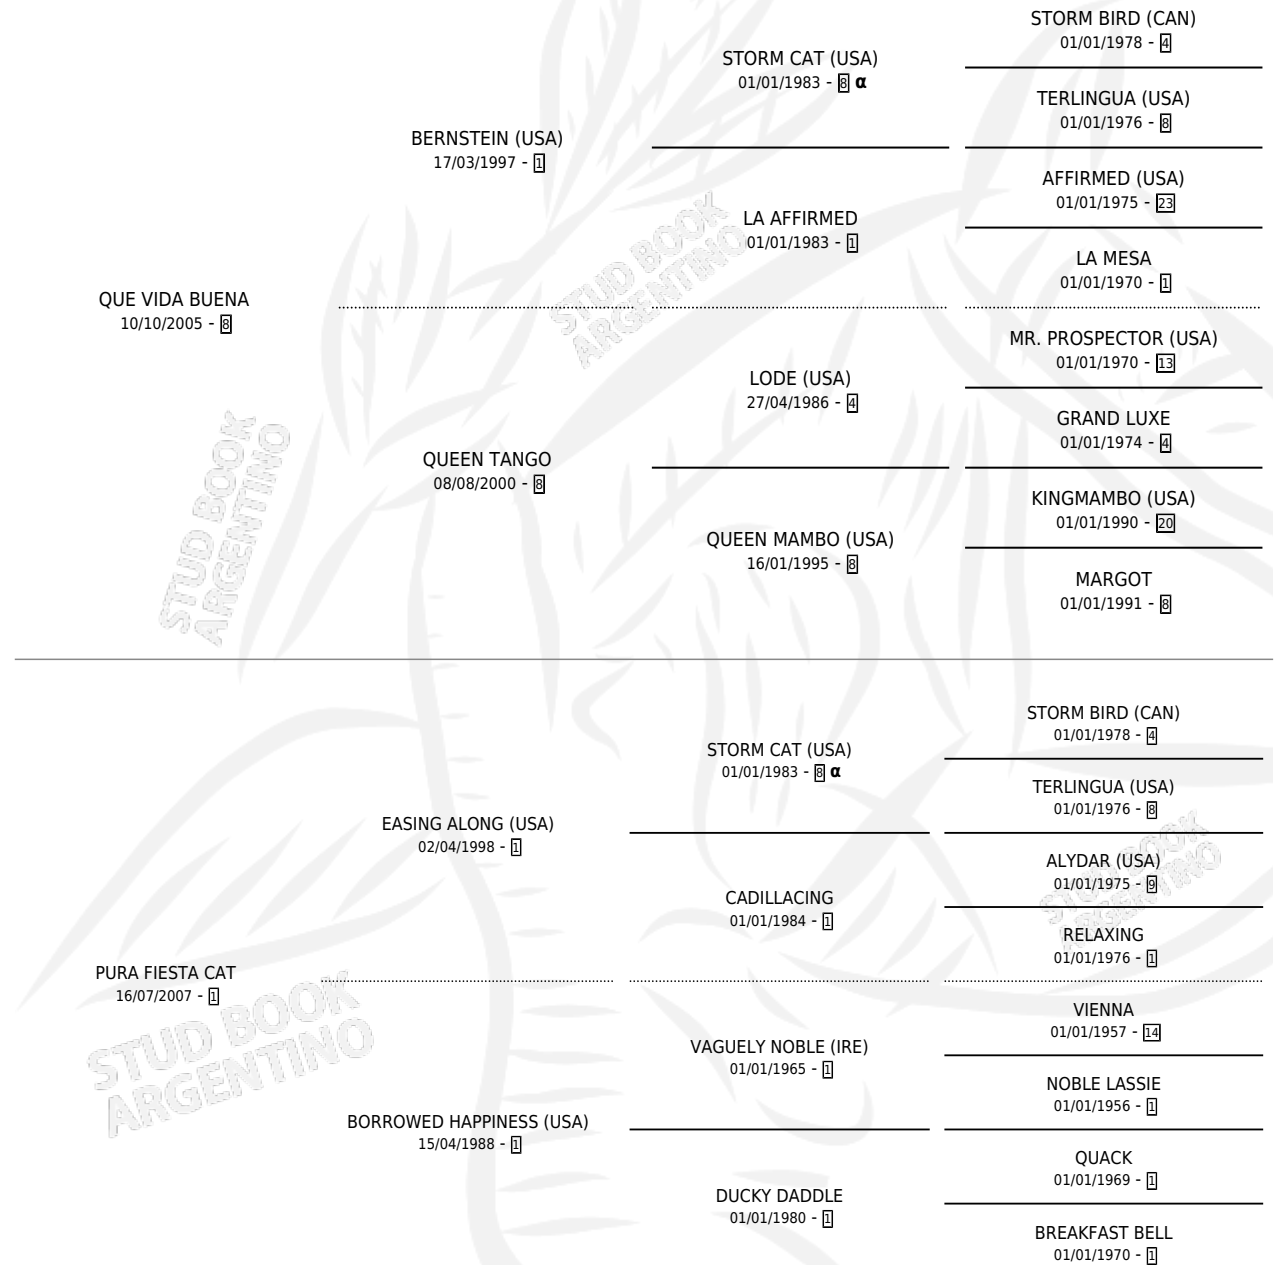 STORM BIRD (CAN)
01/01/1978 - 4
STORM CAT (USA)
01/01/1983 - 8 α
TERLINGUA (USA)
01/01/1976 - 8
BERNSTEIN (USA)
17/03/1997 - 1
AFFIRMED (USA)
01/01/1975 - 23
LA AFFIRMED
01/01/1983 - 1
LA MESA
01/01/1970 - 1
QUE VIDA BUENA
10/10/2005 - 8
MR. PROSPECTOR (USA)
01/01/1970 - 13
LODE (USA)
27/04/1986 - 4
GRAND LUXE
01/01/1974 - 4
QUEEN TANGO
08/08/2000 - 8
KINGMAMBO (USA)
01/01/1990 - 20
QUEEN MAMBO (USA)
16/01/1995 - 8
MARGOT
01/01/1991 - 8
STUD BOOK
ARGENTINO
STUD BOOK
ARGENTINO
STORM BIRD (CAN)
01/01/1978 - 4
STORM CAT (USA)
01/01/1983 - 8 α
TERLINGUA (USA)
01/01/1976 - 8
EASING ALONG (USA)
02/04/1998 - 1
ALYDAR (USA)
01/01/1975 - 9
CADILLACING
01/01/1984 - 1
RELAXING
01/01/1976 - 1
PURA FIESTA CAT
16/07/2007 - 1
VIENNA
01/01/1957 - 14
VAGUELY NOBLE (IRE)
01/01/1965 - 1
NOBLE LASSIE
01/01/1956 - 1
BORROWED HAPPINESS (USA)
15/04/1988 - 1
QUACK
01/01/1969 - 1
DUCKY DADDLE
01/01/1980 - 1
BREAKFAST BELL
01/01/1970 - 1
STUD BOOK
ARGENTINO
STUD BOOK
ARGENTINO